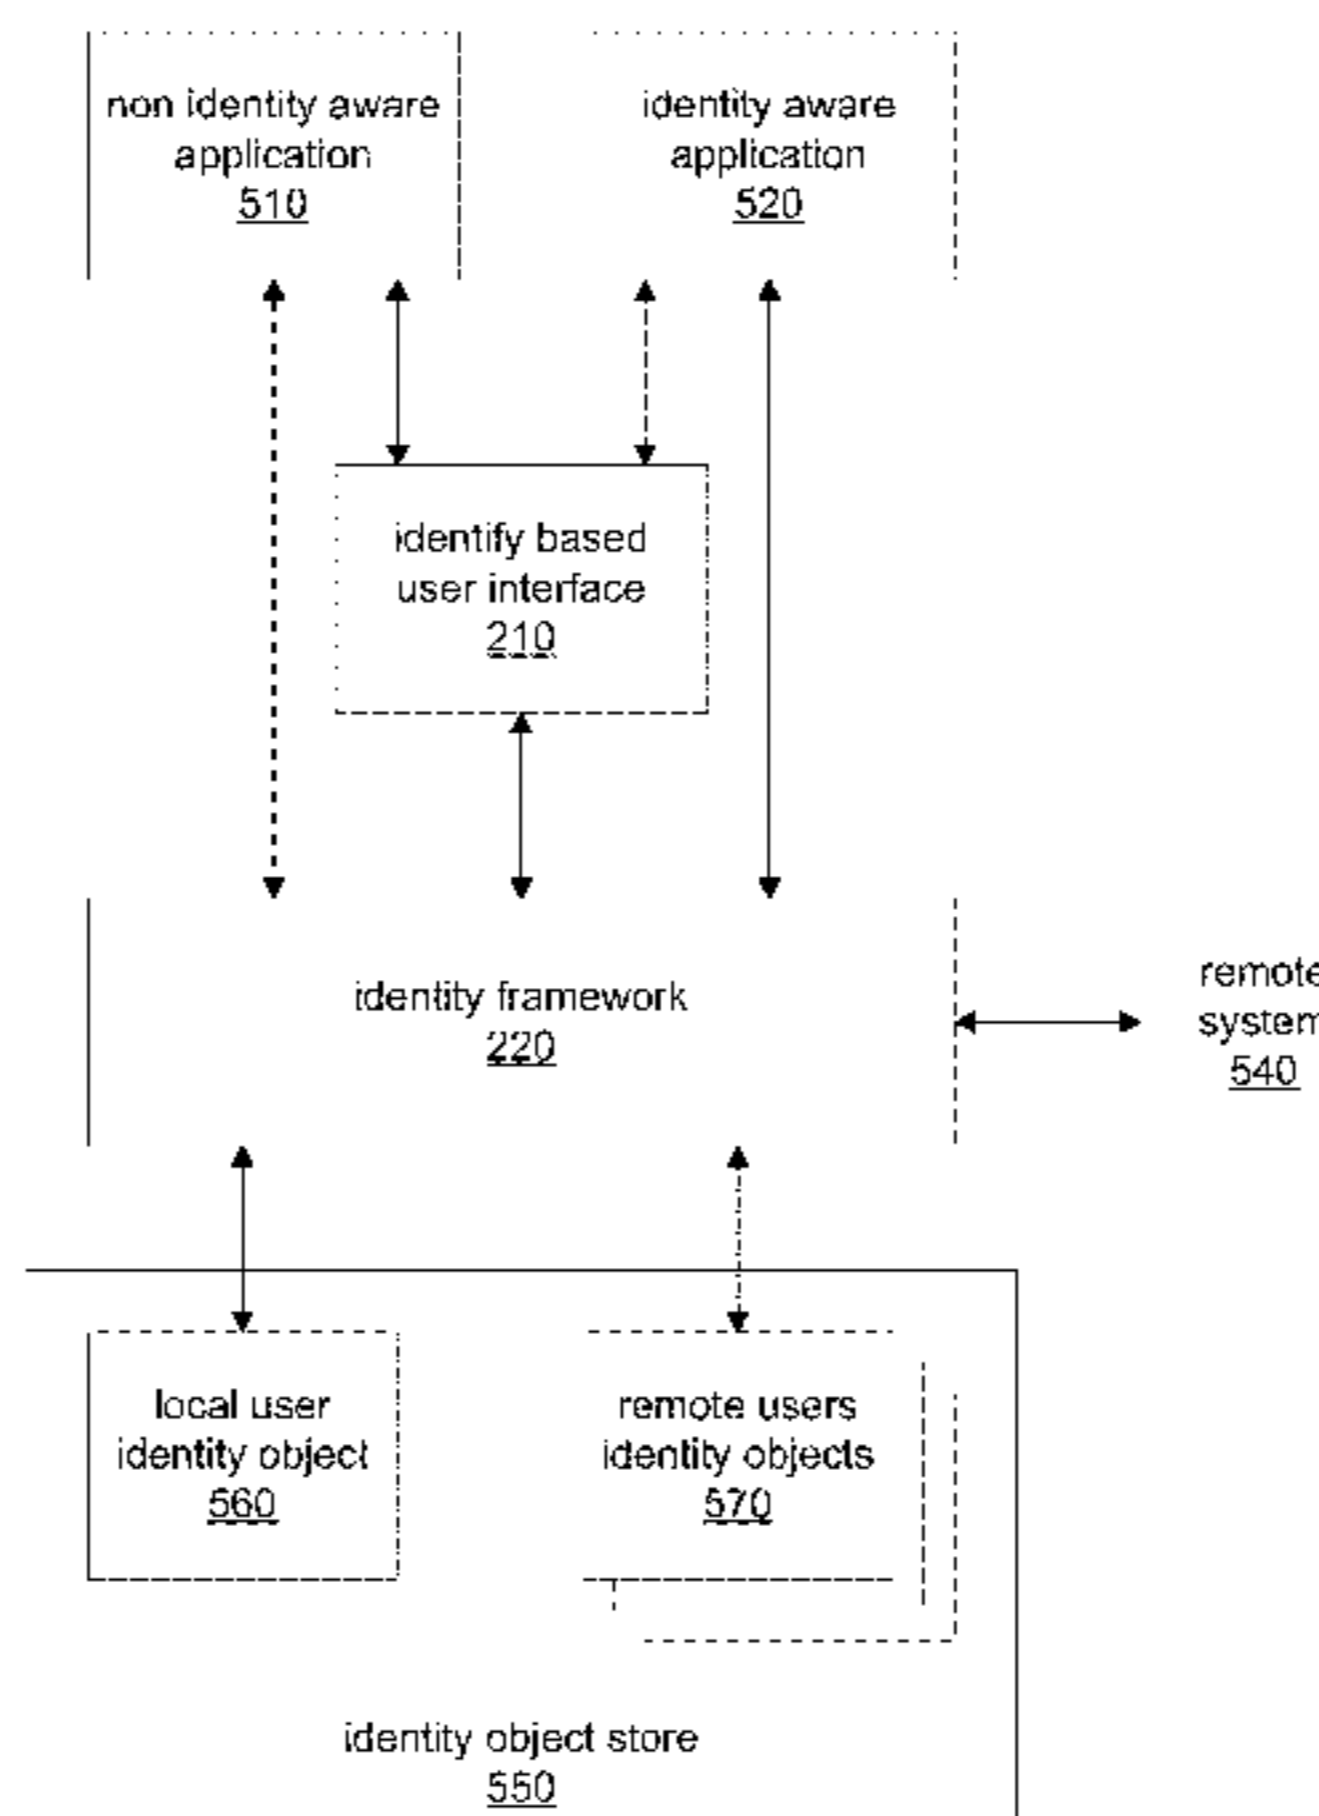 non identity aware
application
510
identity aware
application
520
identify based
user interface
210
identity framework
220
remote
system
540
local user
identity object
560
remote users
identity objects
570
identity object store
550